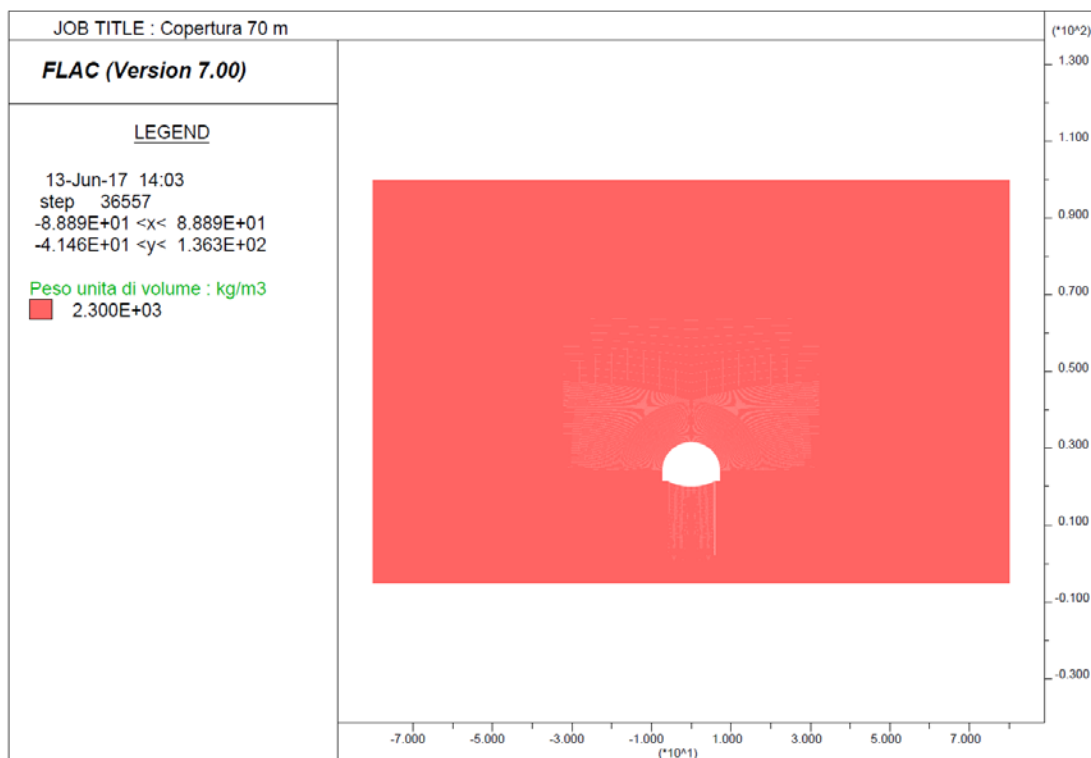 JOB TITLE : Copertura 70 m
FLAC (Version 7.00)
LEGEND
13-Jun-17 14:03
step 36557
-8.889E+01 <x< 8.889E+01
-4.146E+01 <y< 1.363E+02
Peso unita di volume : kg/m3
2.300E+03
(*10^2)
1.300
1.100
0.900
0.700
0.500
0.300
0.100
-0.100
-0.300
-7.000 -5.000 -3.000 -1.000 1.000 3.000 5.000 7.000
(*10^1)